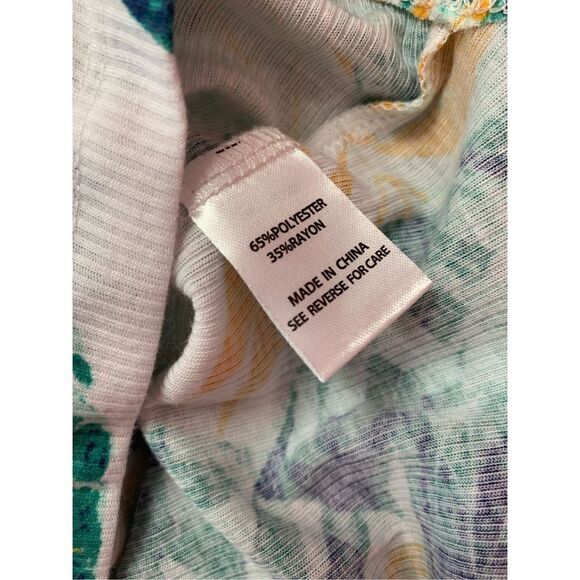 65%POLYESTER
35%RAYON
MADE IN CHINA
SEE REVERSE FOR CARE